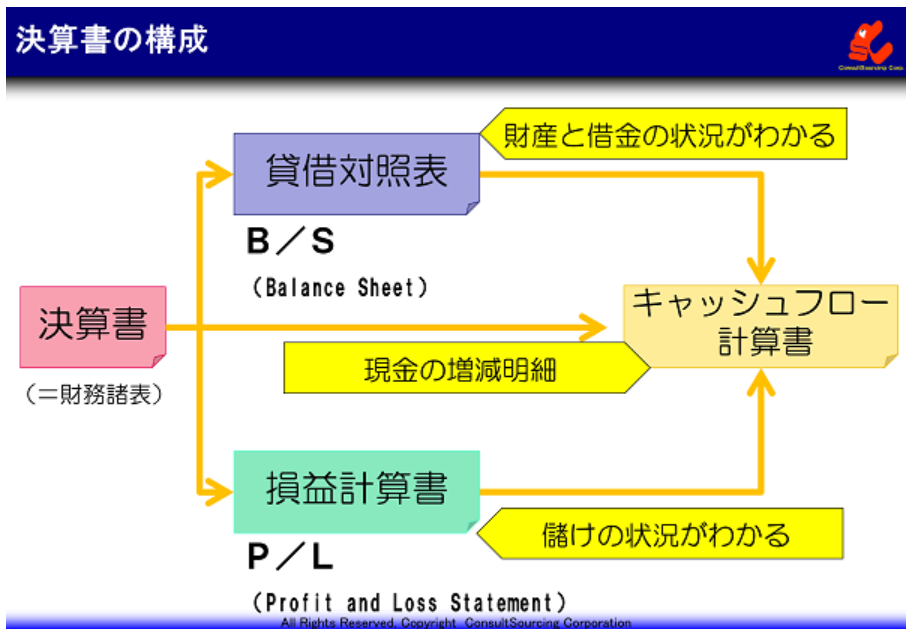 決算書の構成
ConsultSourcing Corp.
財産と借金の状況がわかる
貸借対照表
B/S
(Balance Sheet)
キャッシュフロー
計算書
決算書
(=財務諸表)
現金の増減明細
損益計算書
儲けの状況がわかる
P/L
(Profit and Loss Statement)
All Rights Reserved, Copyright ConsultSourcing Corporation